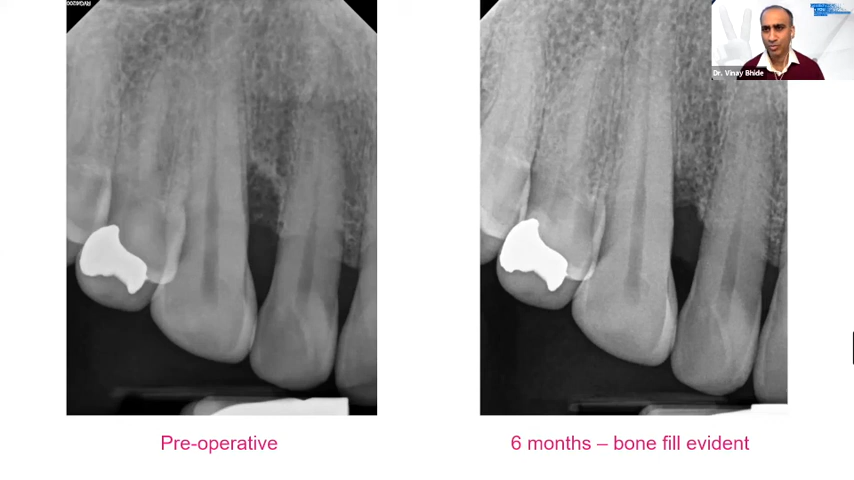 Dr. Vinay Bhide
Pre-operative
6 months – bone fill evident